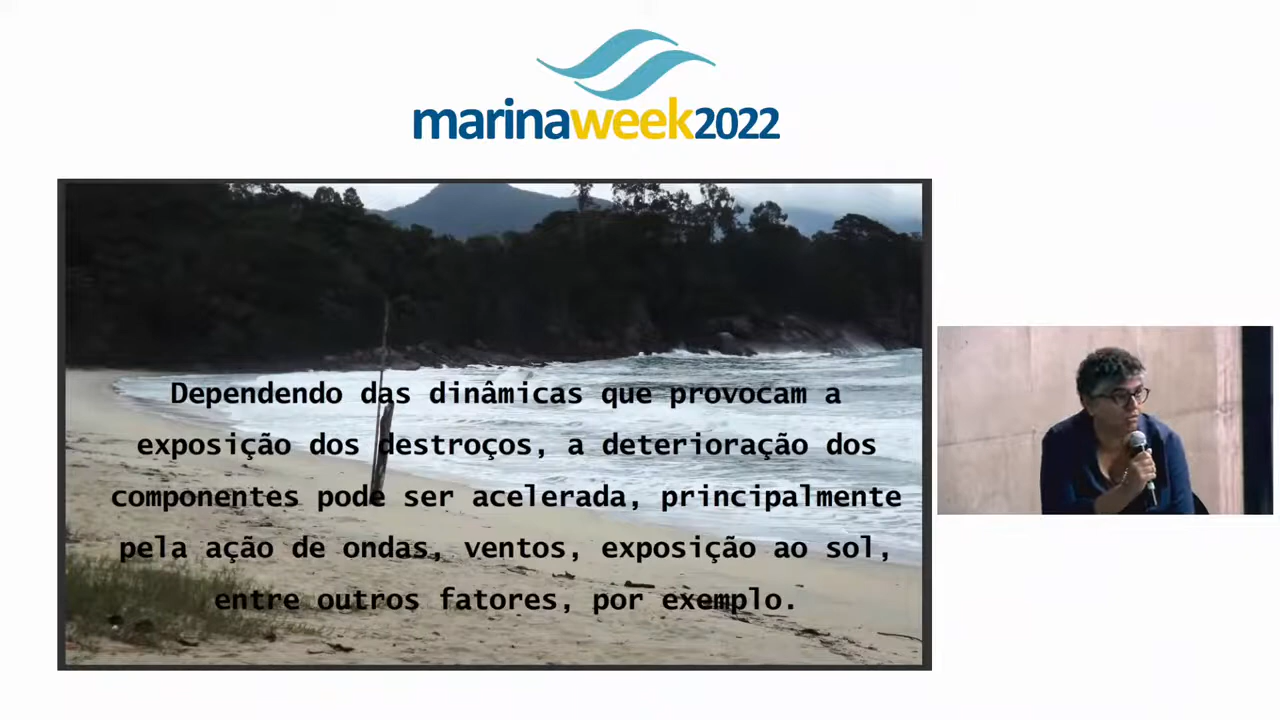 marinaweek2022
Dependendo das dinâmicas que provocam a
exposição dos destroços, a deterioração dos
componentes pode ser acelerada, principalmente
pela ação de ondas, ventos, exposição ao sol,
entre outros fatores, por exemplo.